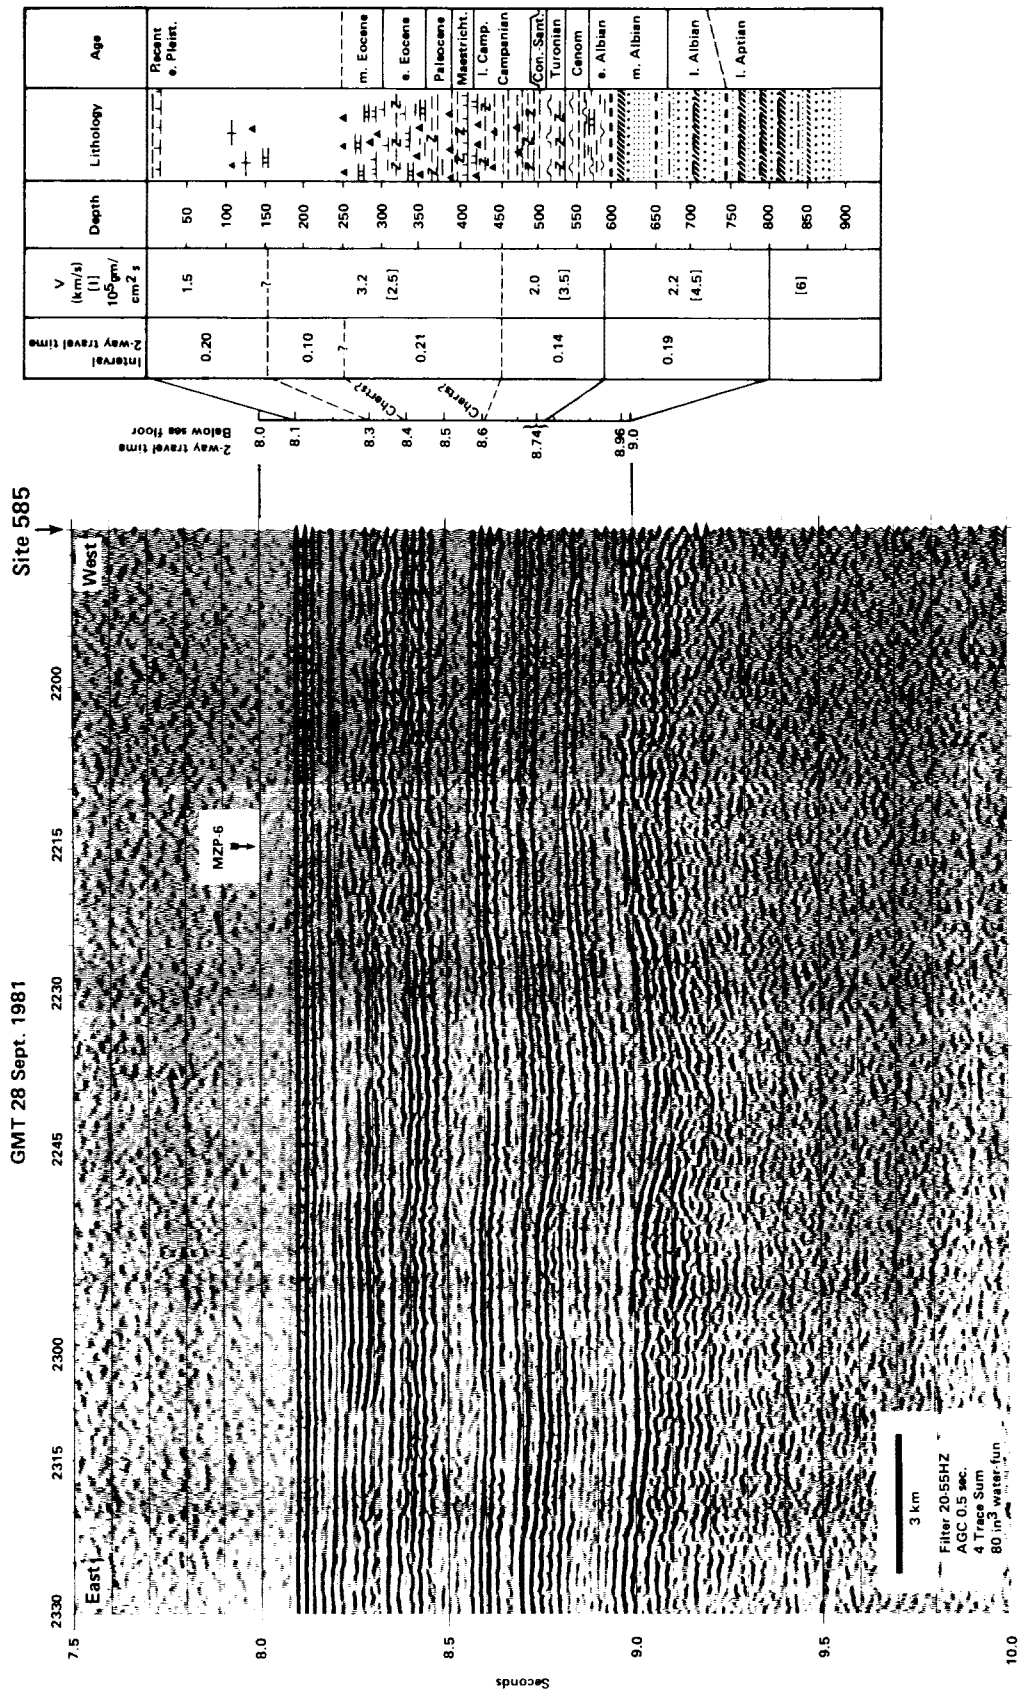 GMT 28 Sept. 1981
Site 585
2330
2315
2300
2245
2230
2215
2200
East
West
MZP-6
7.5
8.0
8.5
9.0
9.5
10.0
Seconds
3 km
Filter 20-55HZ
AGC 0.5 sec.
4 Trace Sum
80 in3 water fun
2-way travel time
Below sea floor
8.0
8.1
8.3
8.4
8.5
8.6
8.74
8.96
9.0
Cherts?
Cherts?
Interval
2-way travel time
0.20
0.10
?
0.21
0.14
0.19
V
(km/s)
[I]
10⁵gm/
cm² s
1.5
?
3.2
[2.5]
2.0
[3.5]
2.2
[4.5]
[6]
Depth
50
100
150
200
250
300
350
400
450
500
550
600
650
700
750
800
850
900
Lithology
Age
Recent
e. Pleist.
m. Eocene
e. Eocene
Paleocene
Maestricht.
l. Camp.
Campanian
Con.-Sant.
Turonian
Cenom
e. Albian
m. Albian
l. Albian
l. Aptian